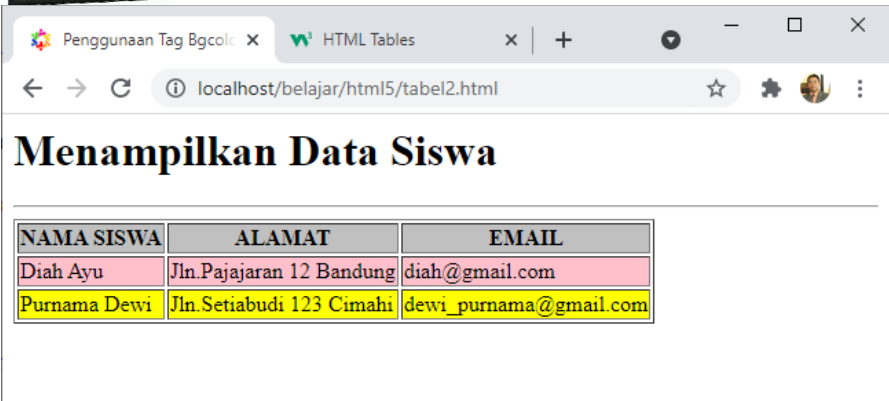 Penggunaan Tag Bgcolo
HTML Tables
localhost/belajar/html5/tabel2.html
Menampilkan Data Siswa
NAMA SISWA ALAMAT EMAIL
Diah Ayu Jln.Pajajaran 12 Bandung diah@gmail.com
Purnama Dewi Jln.Setiabudi 123 Cimahi dewi_purnama@gmail.com